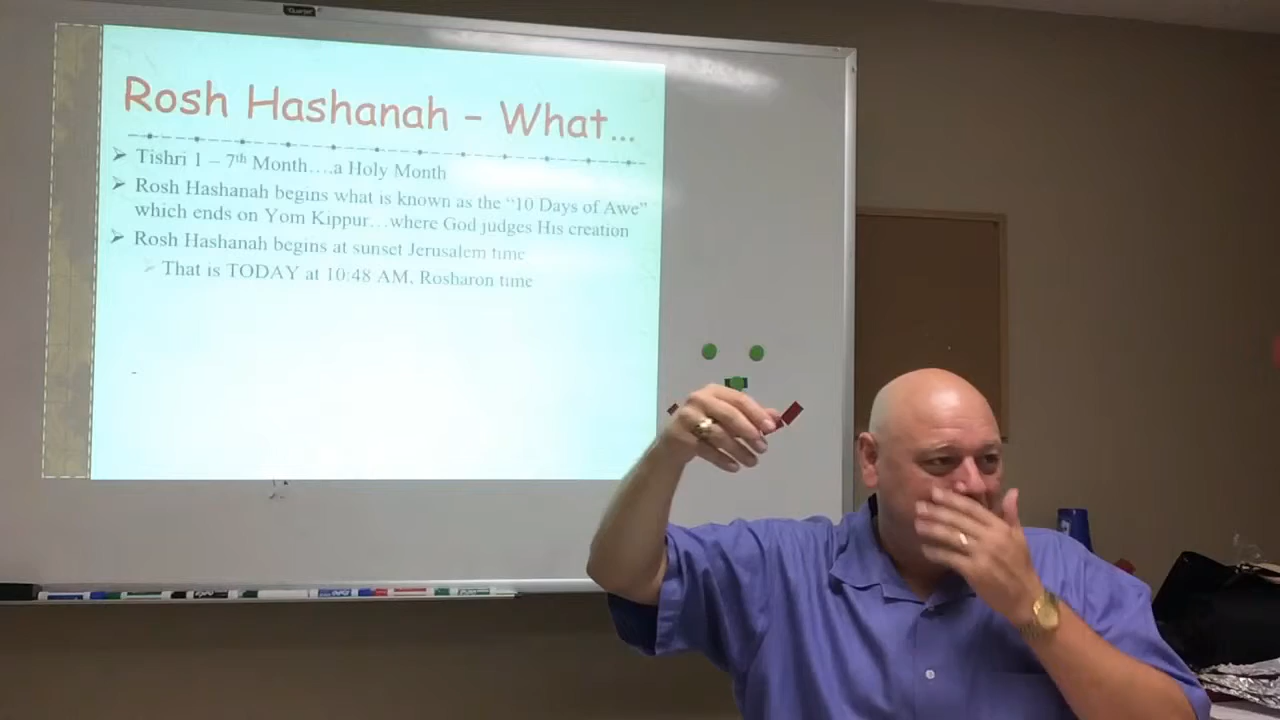 Rosh Hashanah – What...
Tishri 1 – 7th Month....a Holy Month
Rosh Hashanah begins what is known as the “10 Days of Awe”
which ends on Yom Kippur…where God judges His creation
Rosh Hashanah begins at sunset Jerusalem time
That is TODAY at 10:48 AM, Rosharon time